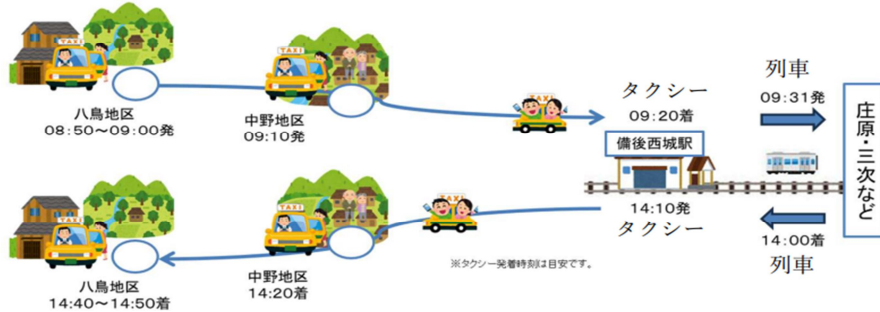 八鳥地区
08:50~09:00発
中野地区
09:10発
タクシー
09:20着
列車
09:31発
備後西城駅
庄原・三次など
八鳥地区
14:40~14:50着
中野地区
14:20着
※タクシー発着時刻は目安です。
14:10発
タクシー
14:00着
列車
TAXI
TAXI
TAXI
TAXI
TAXI